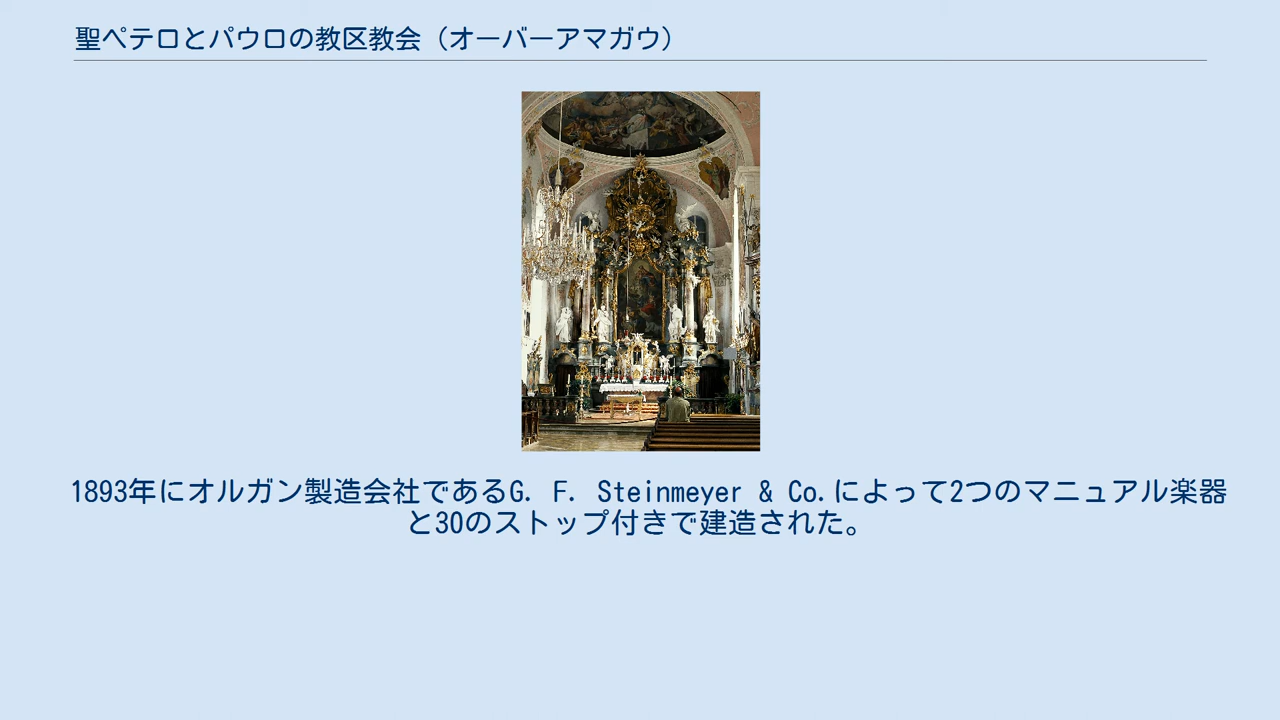 聖ペテロとパウロの教区教会（オーバーアマガウ）
1893年にオルガン製造会社であるG. F. Steinmeyer & Co.によって2つのマニュアル楽器
と30のストップ付きで建造された。